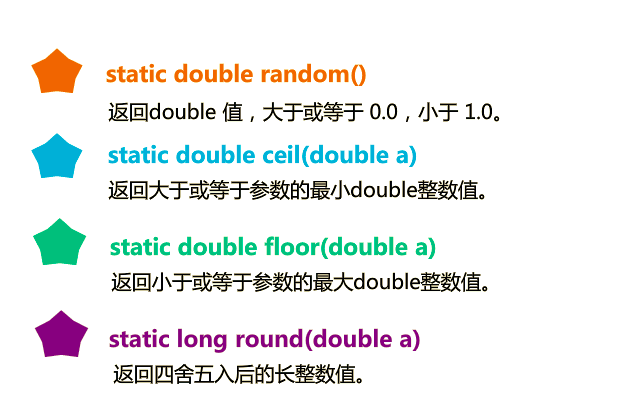 static double random()
返回double 值，大于或等于 0.0，小于 1.0。
static double ceil(double a)
返回大于或等于参数的最小double整数值。
static double floor(double a)
返回小于或等于参数的最大double整数值。
static long round(double a)
返回四舍五入后的长整数值。